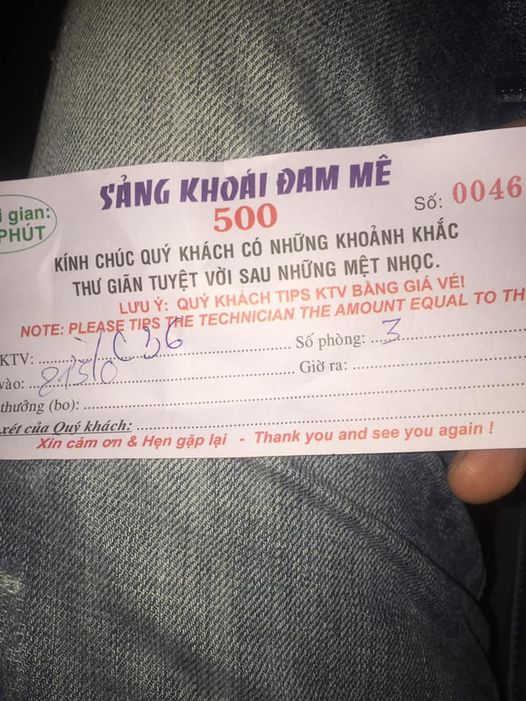 SẢNG KHOÁI ĐAM MÊ
i gian:
PHÚT
500
Số: 0046
KÍNH CHÚC QUÝ KHÁCH CÓ NHỮNG KHOẢNH KHẮC
THƯ GIÃN TUYỆT VỜI SAU NHỮNG MỆT NHỌC.
LƯU Ý: QUÝ KHÁCH TIPS KTV BẰNG GIÁ VÉ!
NOTE: PLEASE TIPS THE TECHNICIAN THE AMOUNT EQUAL TO TH
KTV: Số phòng: 3
vào: Giờ ra:
thưởng (bo):
xét của Quý khách:
Xin cám ơn & Hẹn gặp lại - Thank you and see you again !